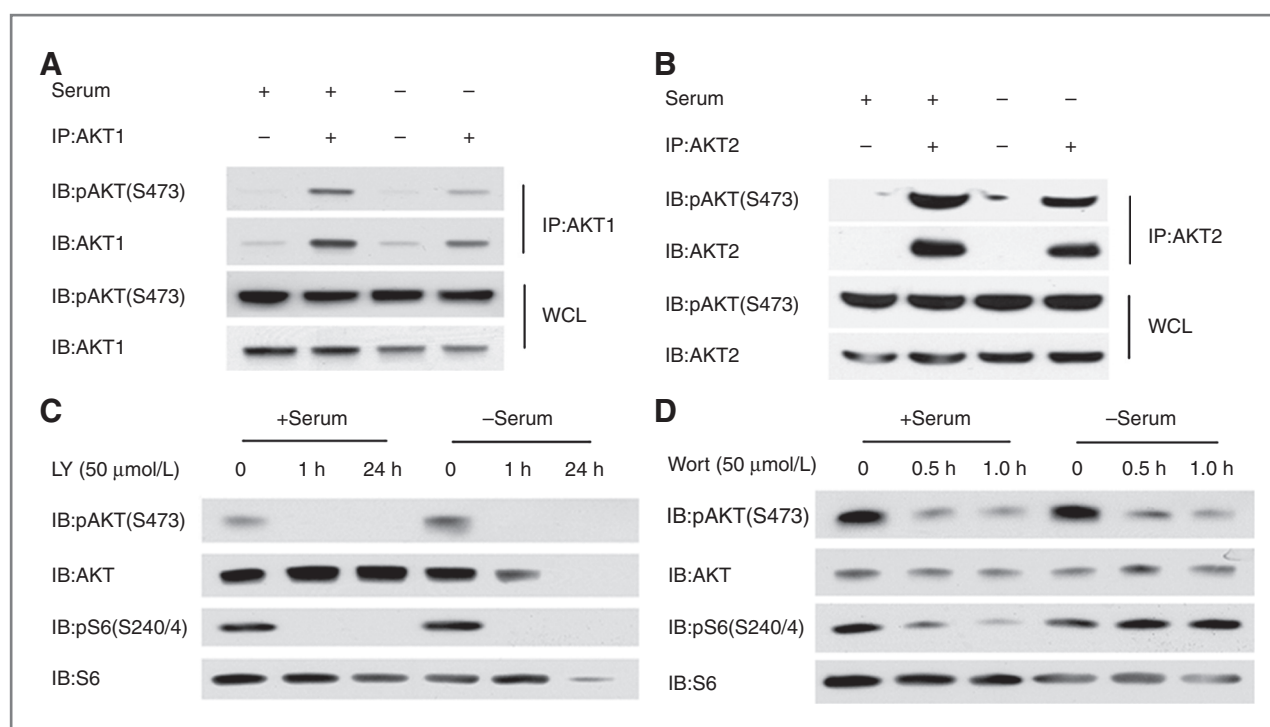 A
Serum + + – –
IP:AKT1 – + – +
IB:pAKT(S473)
IB:AKT1
IP:AKT1
IB:pAKT(S473)
IB:AKT1
WCL
B
Serum + + – –
IP:AKT2 – + – +
IB:pAKT(S473)
IB:AKT2
IP:AKT2
IB:pAKT(S473)
IB:AKT2
WCL
C
+Serum –Serum
LY (50 μmol/L) 0 1 h 24 h 0 1 h 24 h
IB:pAKT(S473)
IB:AKT
IB:pS6(S240/4)
IB:S6
D
+Serum –Serum
Wort (50 μmol/L) 0 0.5 h 1.0 h 0 0.5 h 1.0 h
IB:pAKT(S473)
IB:AKT
IB:pS6(S240/4)
IB:S6